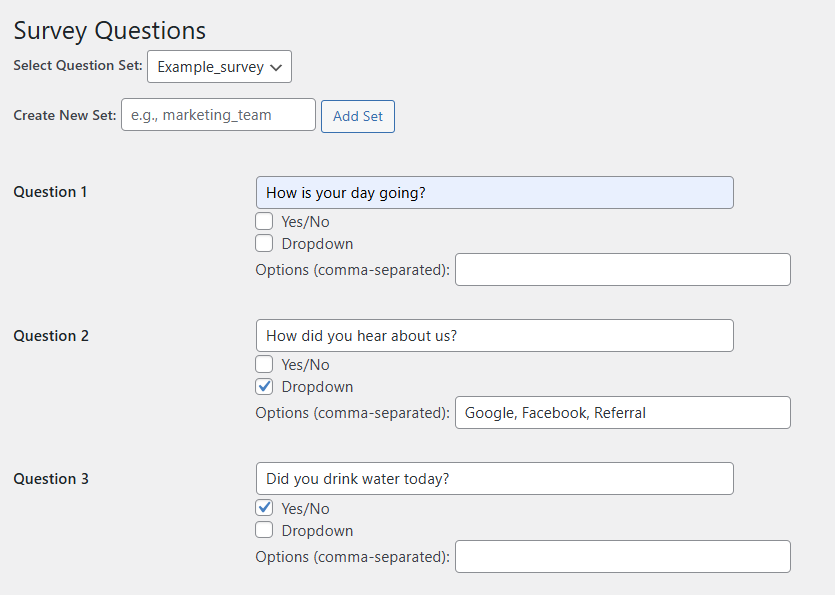 Survey Questions
Select Question Set: Example_survey
Create New Set: e.g., marketing_team Add Set
Question 1 How is your day going?
Yes/No
Dropdown
Options (comma-separated):
Question 2 How did you hear about us?
Yes/No
Dropdown
Options (comma-separated): Google, Facebook, Referral
Question 3 Did you drink water today?
Yes/No
Dropdown
Options (comma-separated):